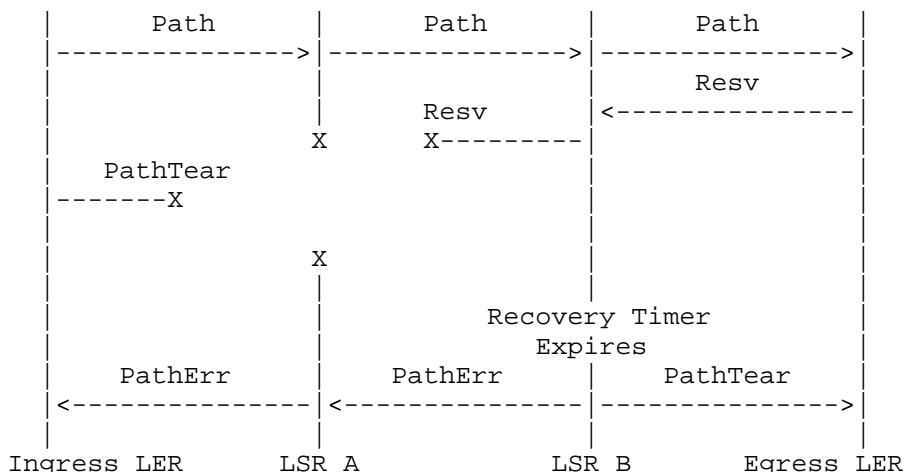 Path Path Path
Resv
Resv
X X
PathTear
X
X
Recovery Timer
Expires
PathErr PathErr PathTear
Ingress LER LSR A LSR B Egress LER